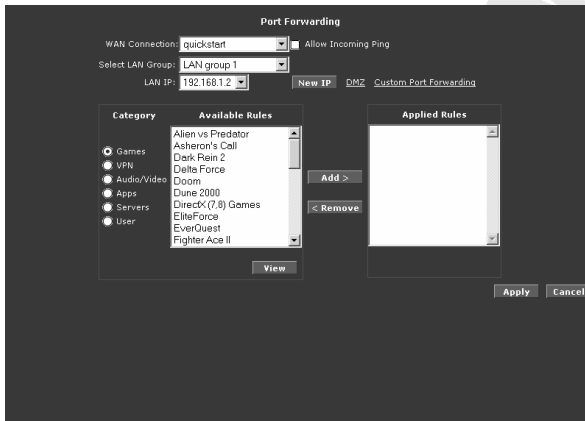 Port Forwarding
WAN Connection: quickstart Allow Incoming Ping
Select LAN Group: LAN group 1
LAN IP: 192.168.1.2 New IP DMZ Custom Port Forwarding
Category Available Rules Applied Rules
Games
VPN
Audio/Video
Apps
Servers
User
Alien vs Predator
Asheron's Call
Dark Rein 2
Delta Force
Doom
Dune 2000
DirectX (7,8) Games
EliteForce
EverQuest
Fighter Ace II
Add >
< Remove
View
Apply Cancel